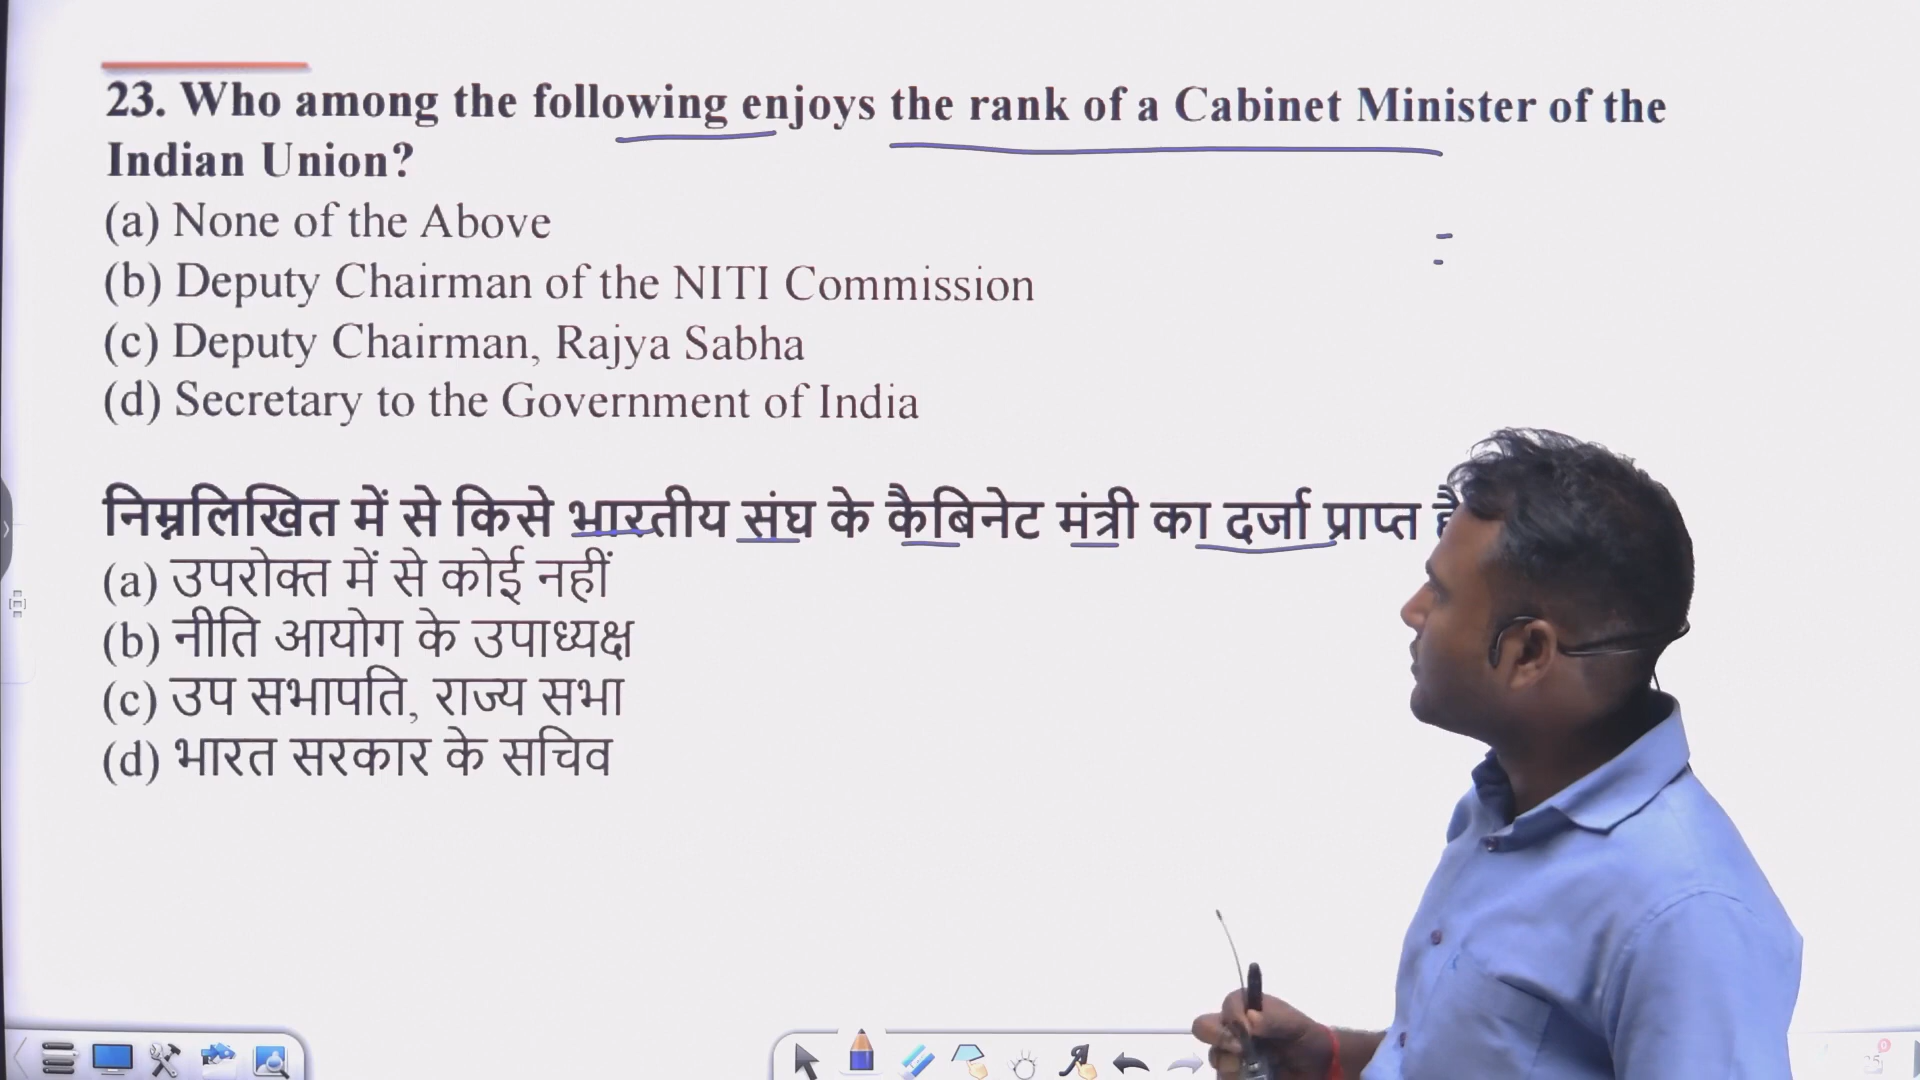 23. Who among the following enjoys the rank of a Cabinet Minister of the
Indian Union?
(a) None of the Above
(b) Deputy Chairman of the NITI Commission
(c) Deputy Chairman, Rajya Sabha
(d) Secretary to the Government of India
निम्नलिखित में से किसे भारतीय संघ के कैबिनेट मंत्री का दर्जा प्राप्त है
(a) उपरोक्त में से कोई नहीं
(b) नीति आयोग के उपाध्यक्ष
(c) उप सभापति, राज्य सभा
(d) भारत सरकार के सचिव